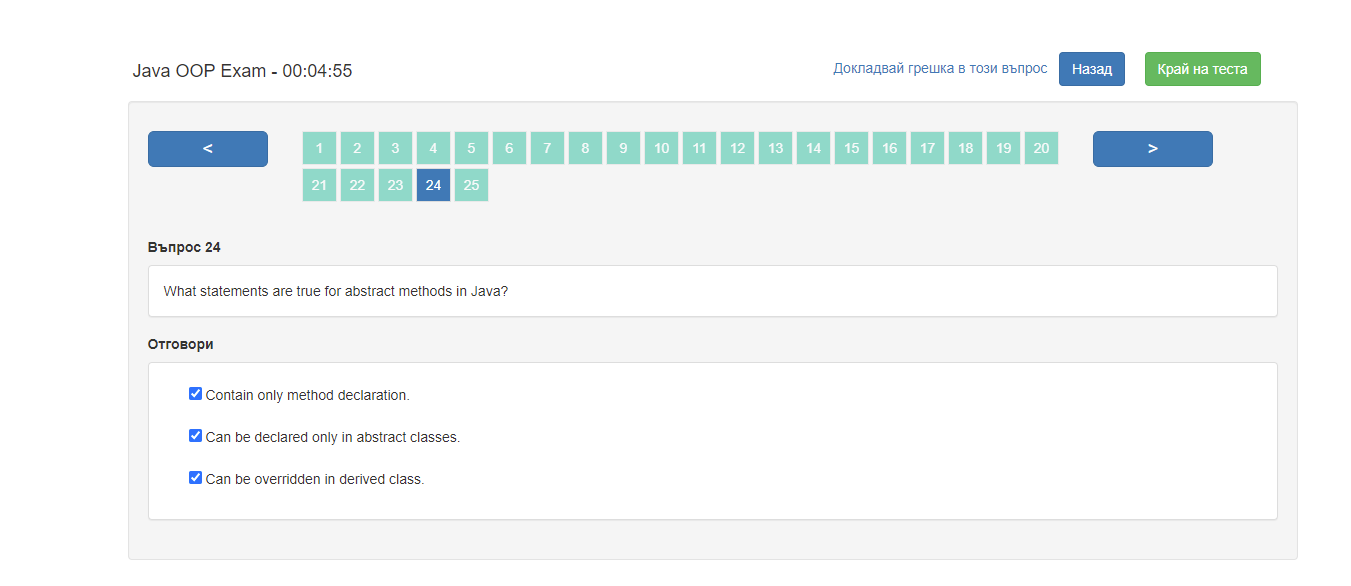 Java OOP Exam - 00:04:55
Докладвай грешка в този въпрос
Назад
Край на теста
<
1 2 3 4 5 6 7 8 9 10 11 12 13 14 15 16 17 18 19 20
>
21 22 23 24 25
Въпрос 24
What statements are true for abstract methods in Java?
Отговори
Contain only method declaration.
Can be declared only in abstract classes.
Can be overridden in derived class.